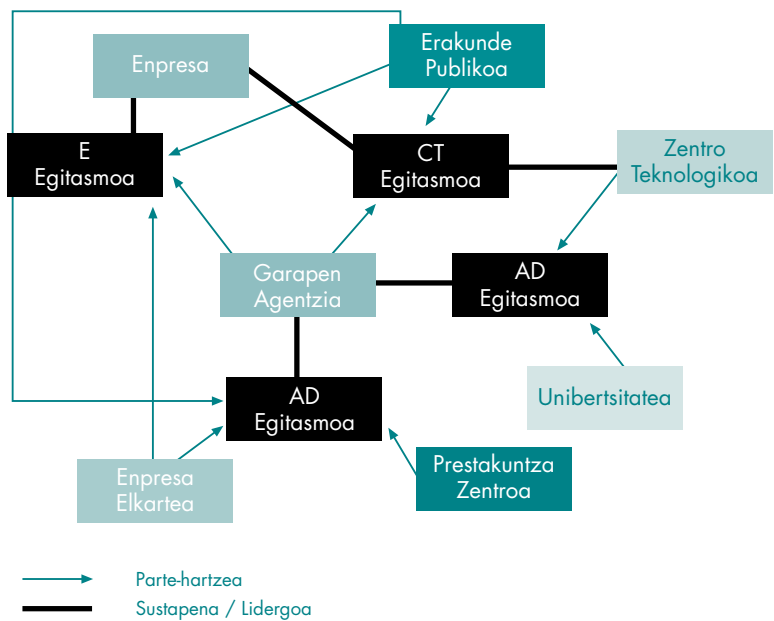 Enpresa
Erakunde
Publikoa
E
Egitasmoa
CT
Egitasmoa
Zentro
Teknologikoa
Garapen
Agentzia
AD
Egitasmoa
AD
Egitasmoa
Unibertsitatea
Enpresa
Elkartea
Prestakuntza
Zentroa
Parte-hartzea
Sustapena / Lidergoa